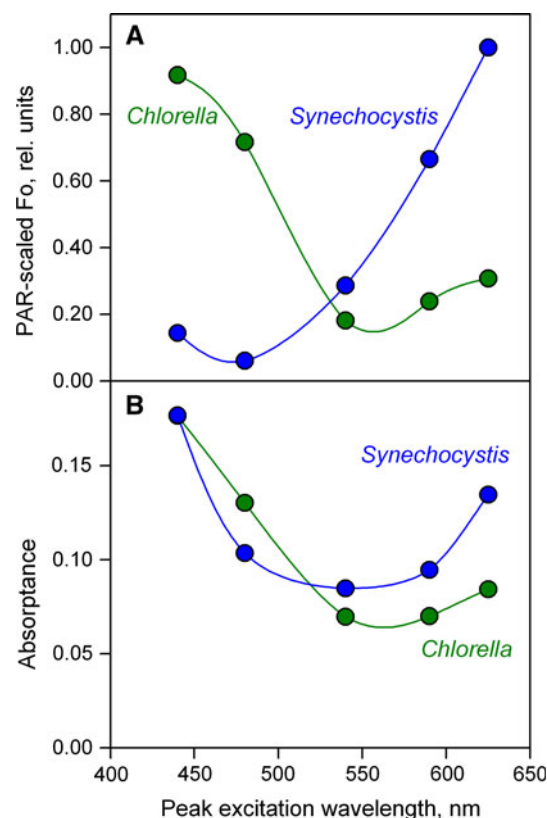 A
1.00
Chlorella
Synechocystis
0.80
0.60
0.40
0.20
0.00
PAR-scaled Fo, rel. units
B
Synechocystis
0.15
0.10
0.05
Chlorella
0.00
Absorptance
400 450 500 550 600 650
Peak excitation wavelength, nm